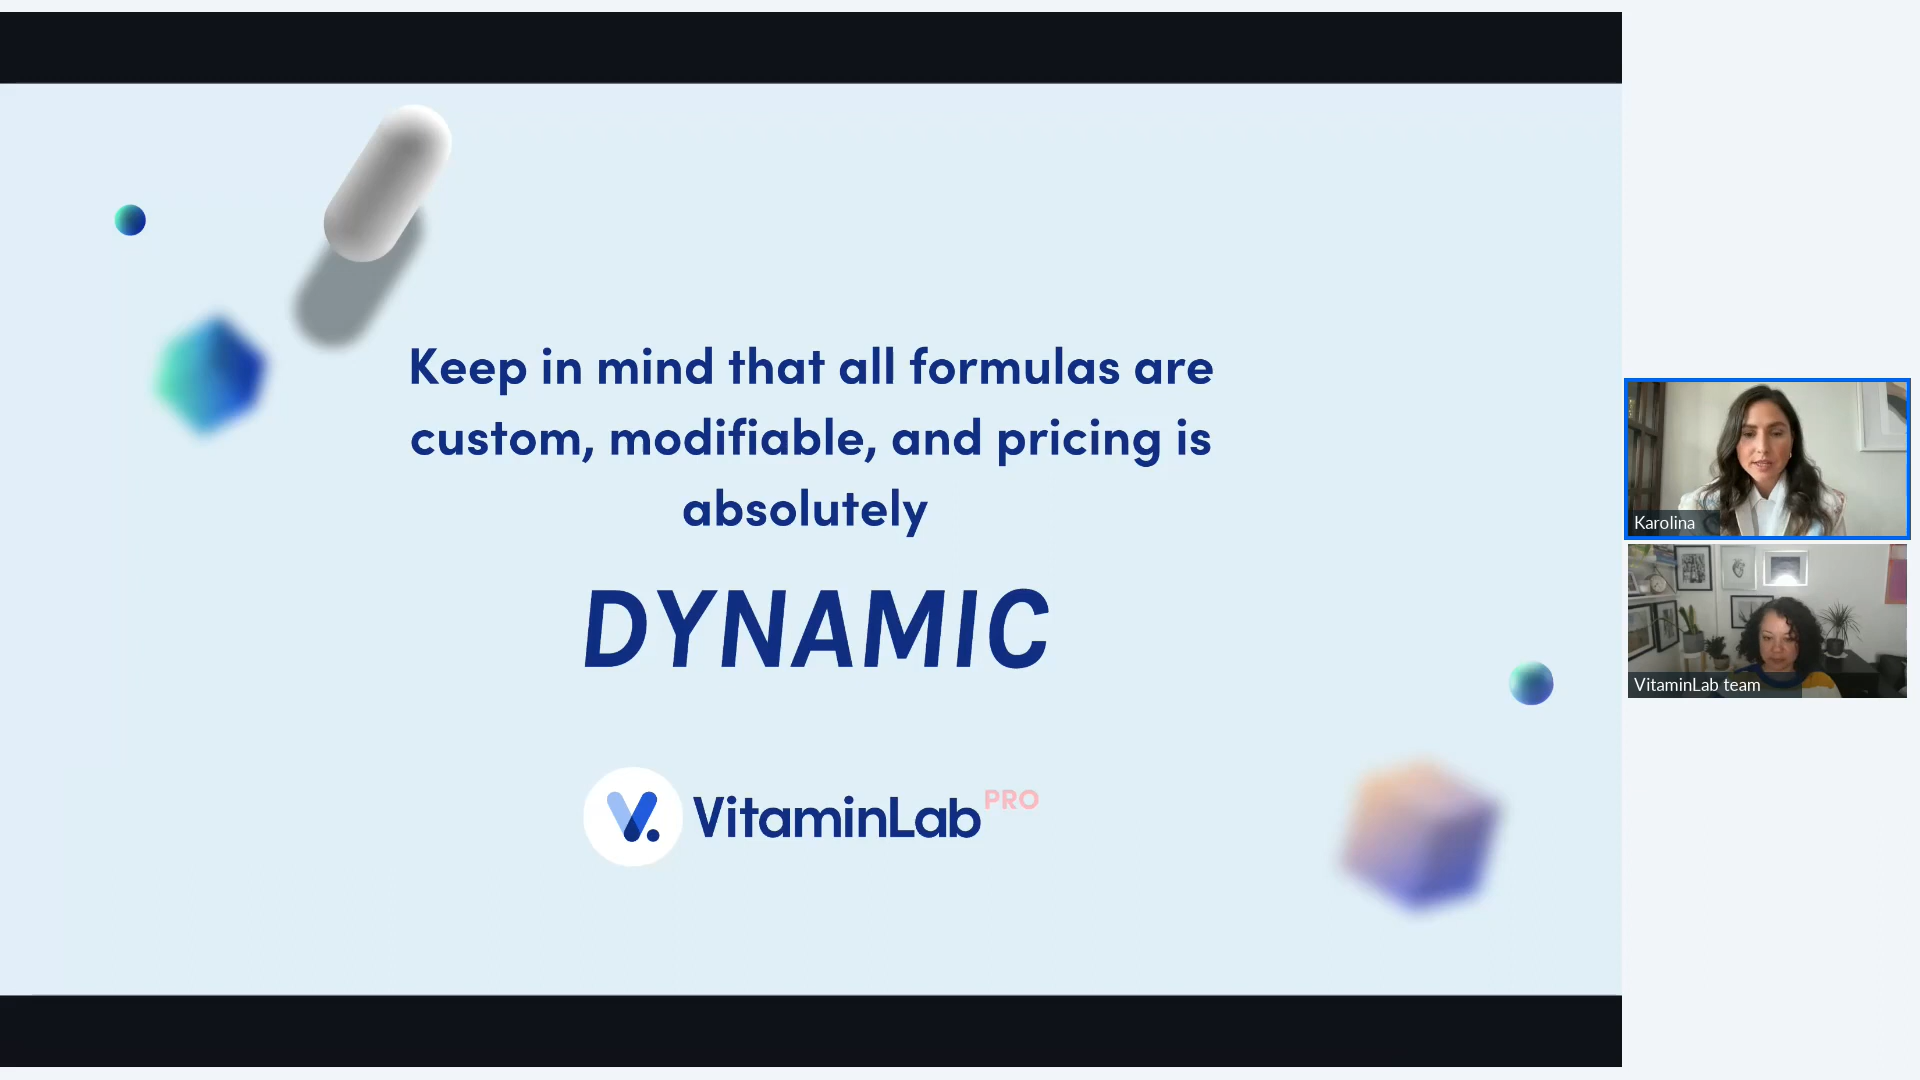 Keep in mind that all formulas are
custom, modifiable, and pricing is
absolutely
DYNAMIC
VitaminLab PRO
Karolina
VitaminLab team